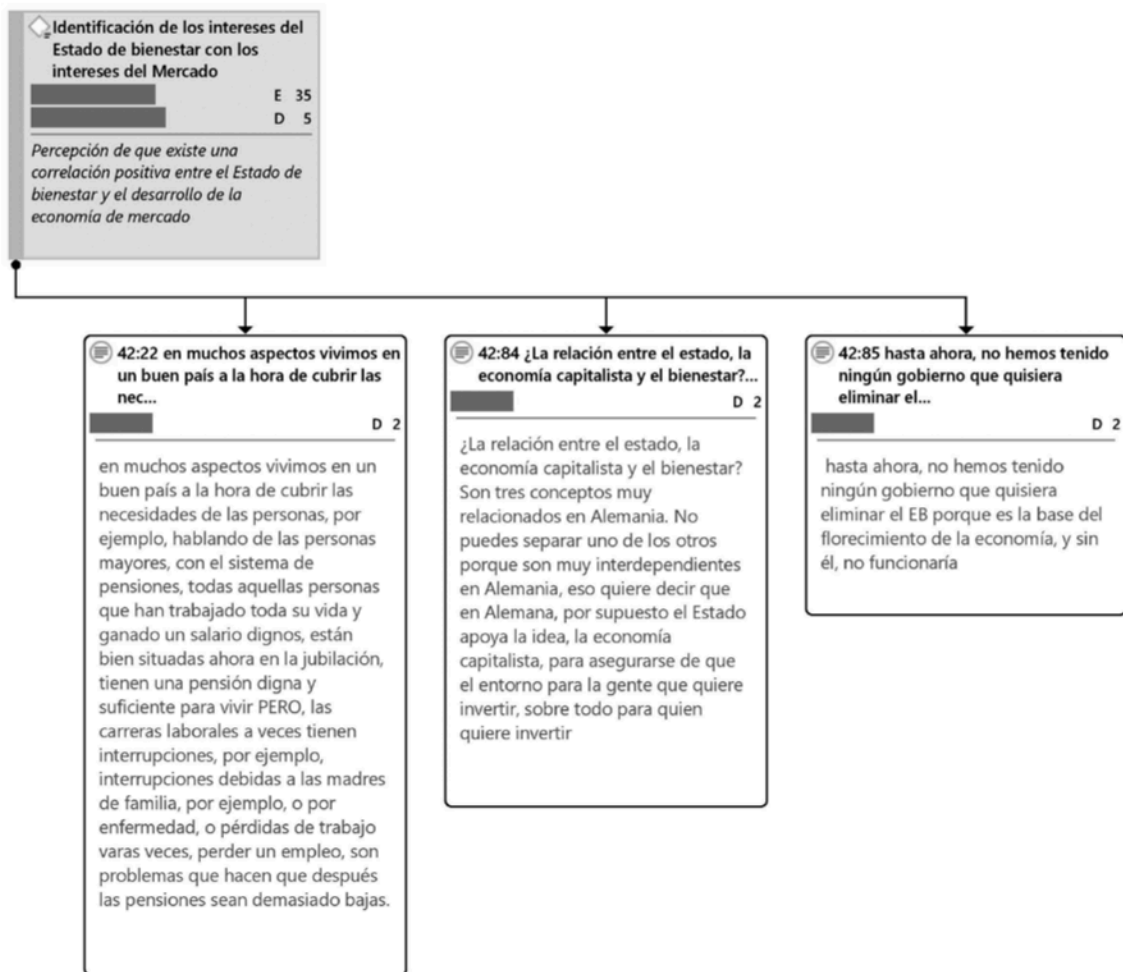 Identificación de los intereses del
Estado de bienestar con los
intereses del Mercado
E 35
D 5
Percepción de que existe una
correlación positiva entre el Estado de
bienestar y el desarrollo de la
economía de mercado
42:22 en muchos aspectos vivimos en
un buen país a la hora de cubrir las
nec...
D 2
en muchos aspectos vivimos en un
buen país a la hora de cubrir las
necesidades de las personas, por
ejemplo, hablando de las personas
mayores, con el sistema de
pensiones, todas aquellas personas
que han trabajado toda su vida y
ganado un salario dignos, están
bien situadas ahora en la jubilación,
tienen una pensión digna y
suficiente para vivir PERO, las
carreras laborales a veces tienen
interrupciones, por ejemplo,
interrupciones debidas a las madres
de familia, por ejemplo, o por
enfermedad, o pérdidas de trabajo
varas veces, perder un empleo, son
problemas que hacen que después
las pensiones sean demasiado bajas.
42:84 ¿La relación entre el estado, la
economía capitalista y el bienestar?...
D 2
¿La relación entre el estado, la
economía capitalista y el bienestar?
Son tres conceptos muy
relacionados en Alemania. No
puedes separar uno de los otros
porque son muy interdependientes
en Alemania, eso quiere decir que
en Alemana, por supuesto el Estado
apoya la idea, la economía
capitalista, para asegurarse de que
el entorno para la gente que quiere
invertir, sobre todo para quien
quiere invertir
42:85 hasta ahora, no hemos tenido
ningún gobierno que quisiera
eliminar el...
D 2
hasta ahora, no hemos tenido
ningún gobierno que quisiera
eliminar el EB porque es la base del
florecimiento de la economía, y sin
él, no funcionaría